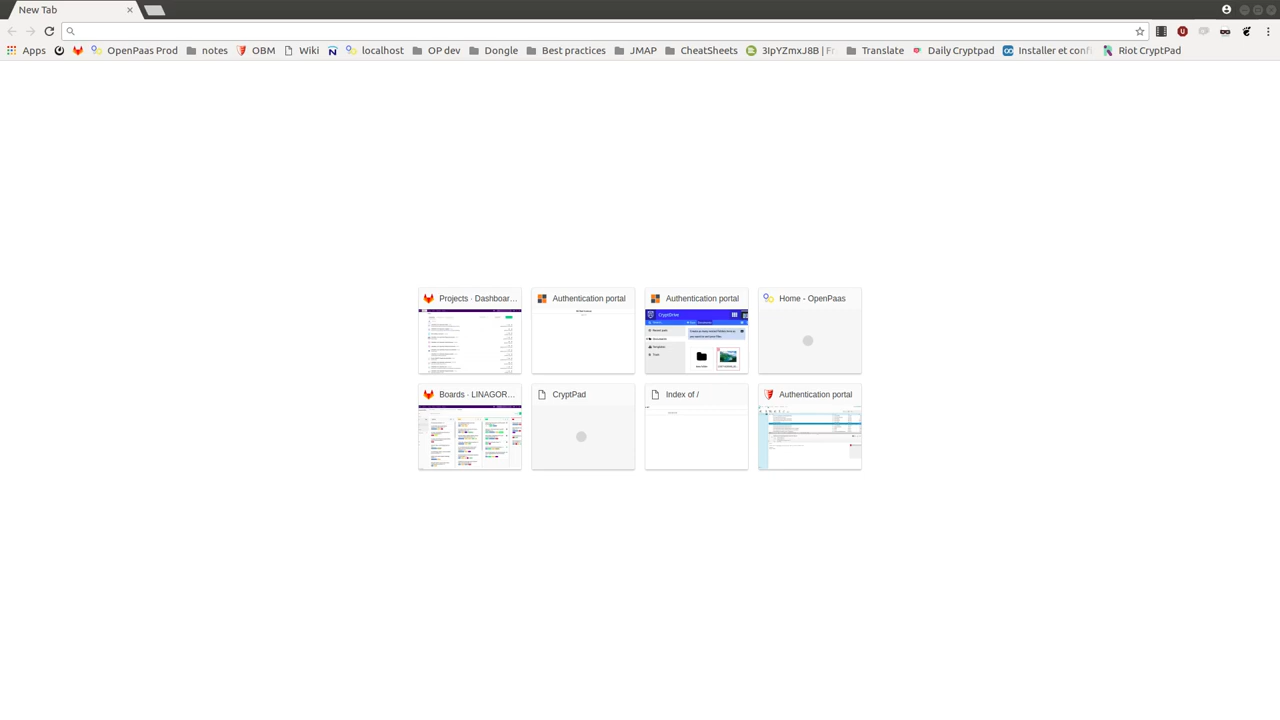 New Tab
Apps OpenPaas Prod notes OBM Wiki localhost OP dev Dongle Best practices JMAP CheatSheets 3IpYZmxJ8B | Fr Translate Daily Cryptpad Installer et conf Riot CryptPad
Projects · Dashboar... Authentication portal Authentication portal Home - OpenPaas
CryptDrive
Boards · LINAGOR... CryptPad Index of / Authentication portal